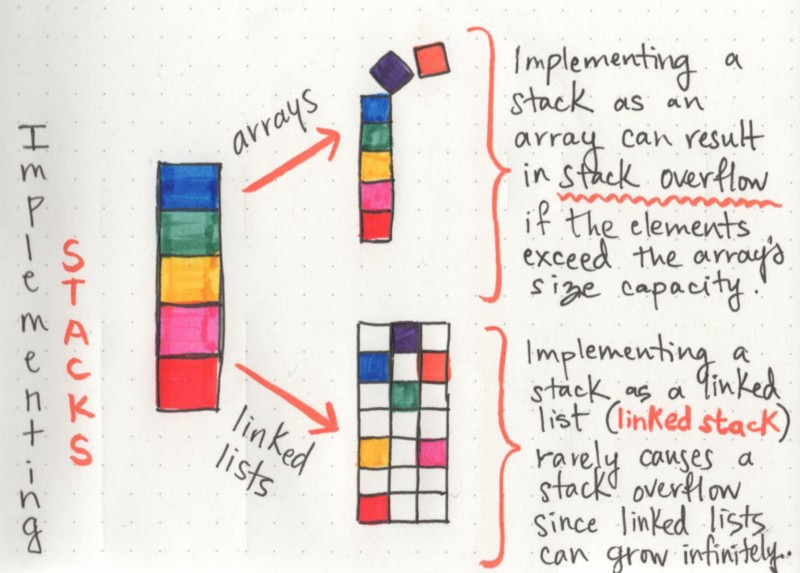 Implementing
STACKS
arrays
linked
lists
Implementing a
stack as an
array can result
in stack overflow
if the elements
exceed the array's
size capacity.
Implementing a
stack as a linked
list (linked stack)
rarely causes a
stack overflow
since linked lists
can grow infinitely..